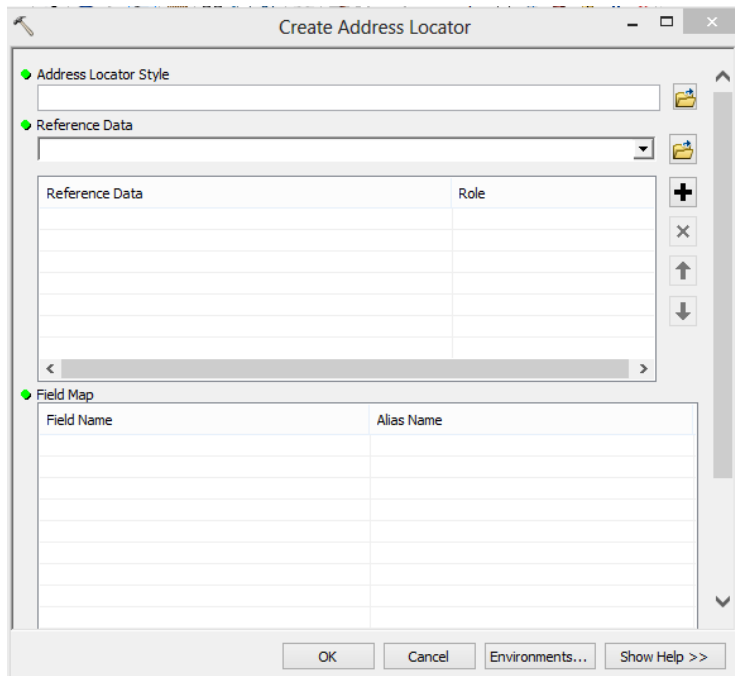 Create Address Locator
Address Locator Style
Reference Data
Reference Data Role
Field Map
Field Name Alias Name
OK Cancel Environments... Show Help >>